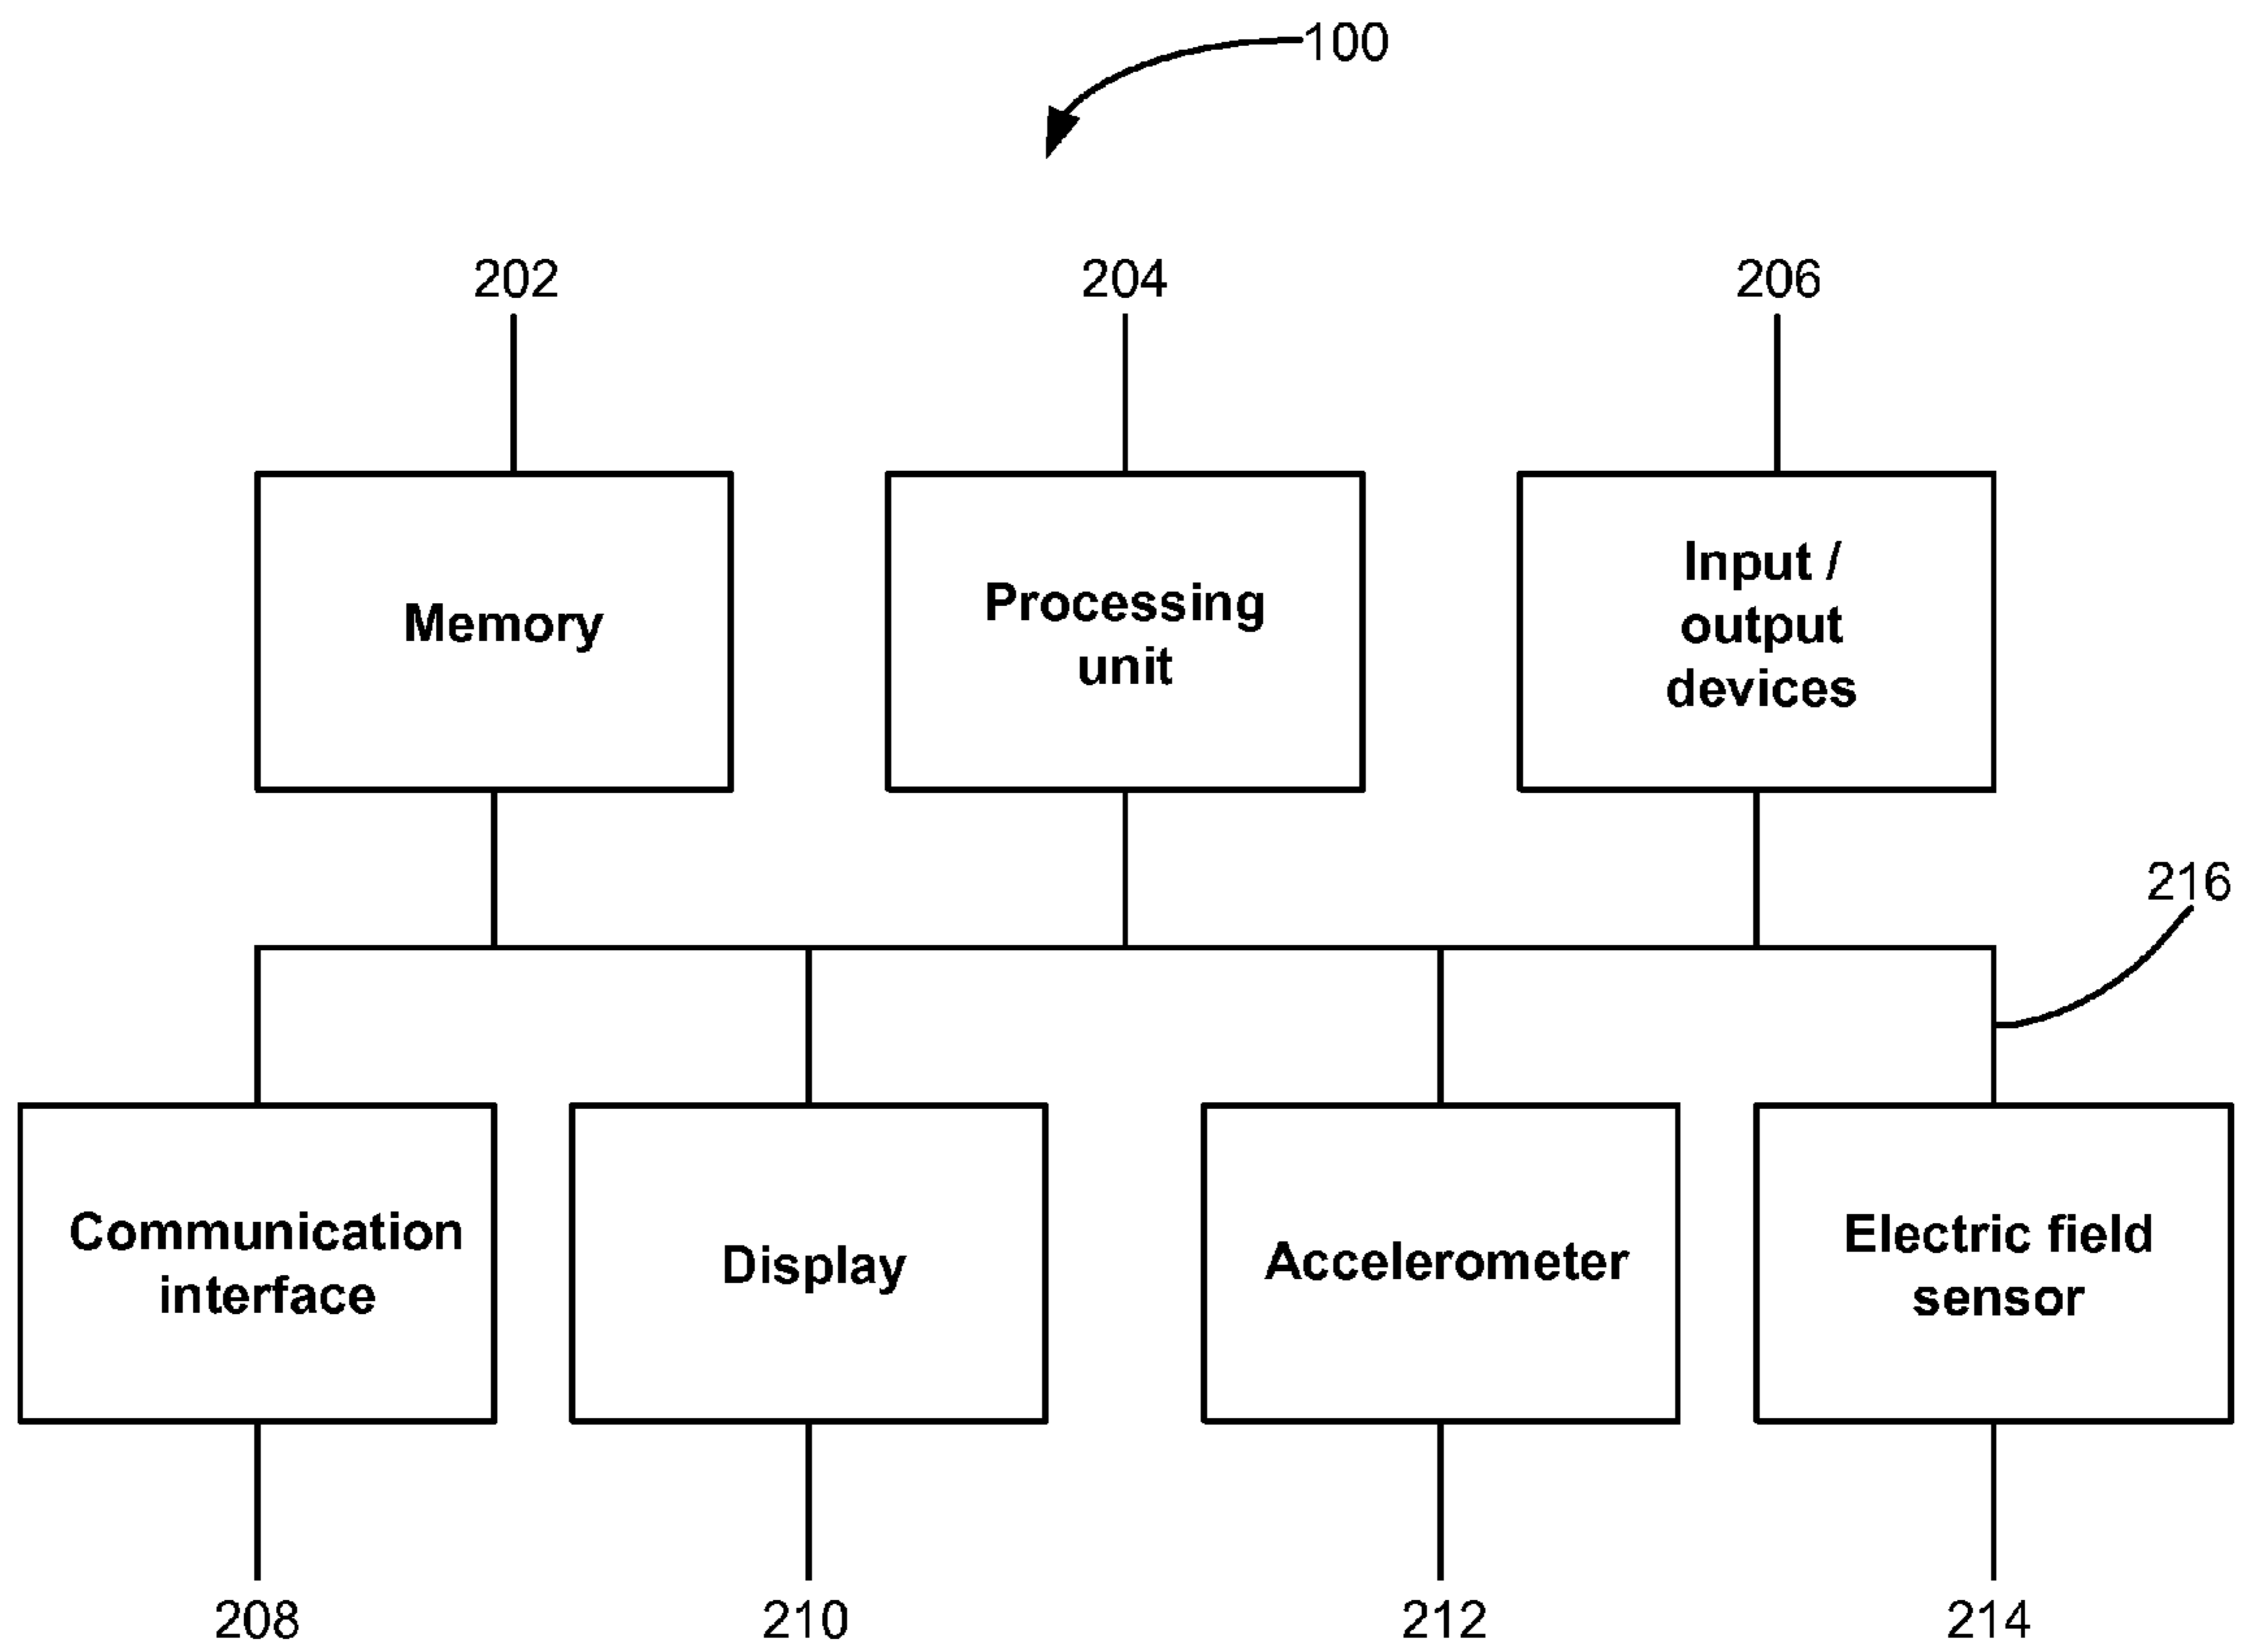 100
202
204
206
Memory
Processing
unit
Input /
output
devices
216
Communication
interface
Display
Accelerometer
Electric field
sensor
208
210
212
214